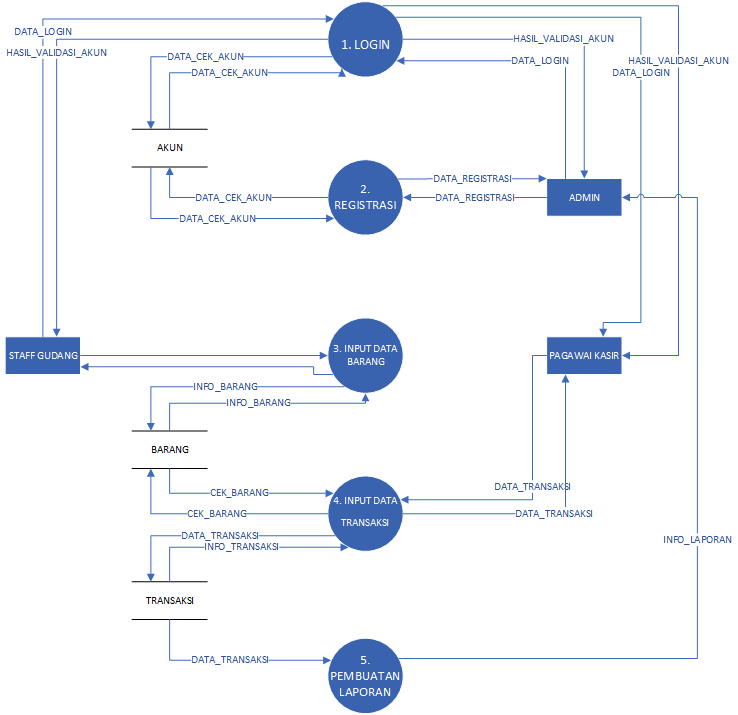 DATA_LOGIN
HASIL_VALIDASI_AKUN
1. LOGIN
DATA_CEK_AKUN
DATA_CEK_AKUN
HASIL_VALIDASI_AKUN
DATA_LOGIN
HASIL_VALIDASI_AKUN
DATA_LOGIN
AKUN
2.
REGISTRASI
DATA_CEK_AKUN
DATA_CEK_AKUN
DATA_REGISTRASI
DATA_REGISTRASI
ADMIN
STAFF GUDANG
3. INPUT DATA
BARANG
PAGAWAI KASIR
INFO_BARANG
INFO_BARANG
BARANG
CEK_BARANG
CEK_BARANG
4. INPUT DATA
TRANSAKSI
DATA_TRANSAKSI
DATA_TRANSAKSI
DATA_TRANSAKSI
INFO_TRANSAKSI
INFO_LAPORAN
TRANSAKSI
DATA_TRANSAKSI
5.
PEMBUATAN
LAPORAN